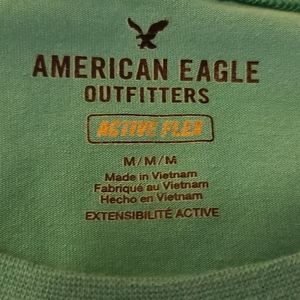 AMERICAN EAGLE
OUTFITTERS
ACTIVE FLEX
M/M/M
Made in Vietnam
Fabriqué au Vietnam
Hecho en Vietnam
EXTENSIBILITÉ ACTIVE